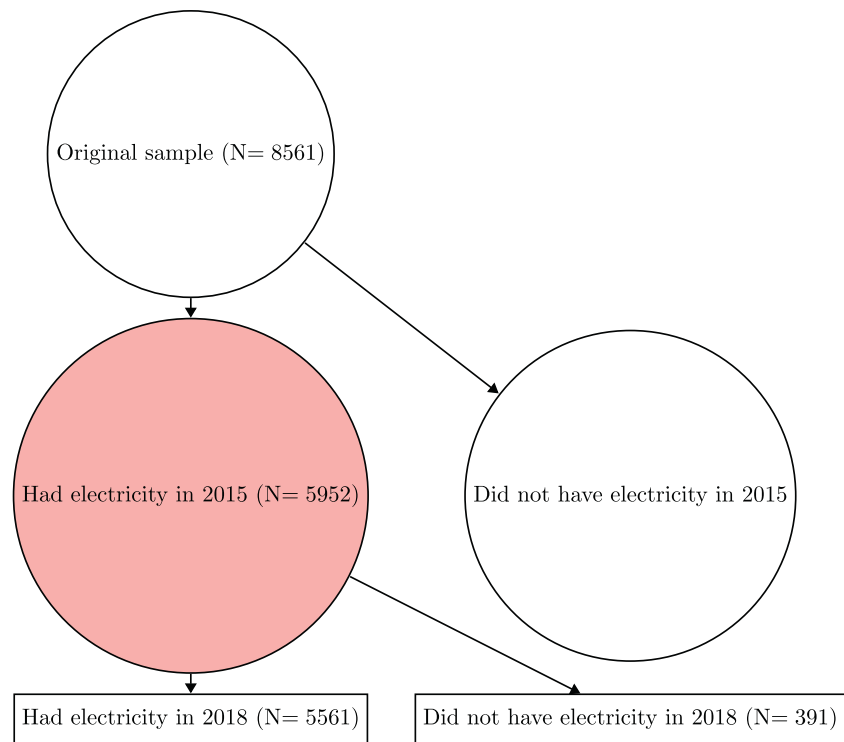 Original sample (N= 8561)
Had electricity in 2015 (N= 5952)
Did not have electricity in 2015
Had electricity in 2018 (N= 5561)
Did not have electricity in 2018 (N= 391)